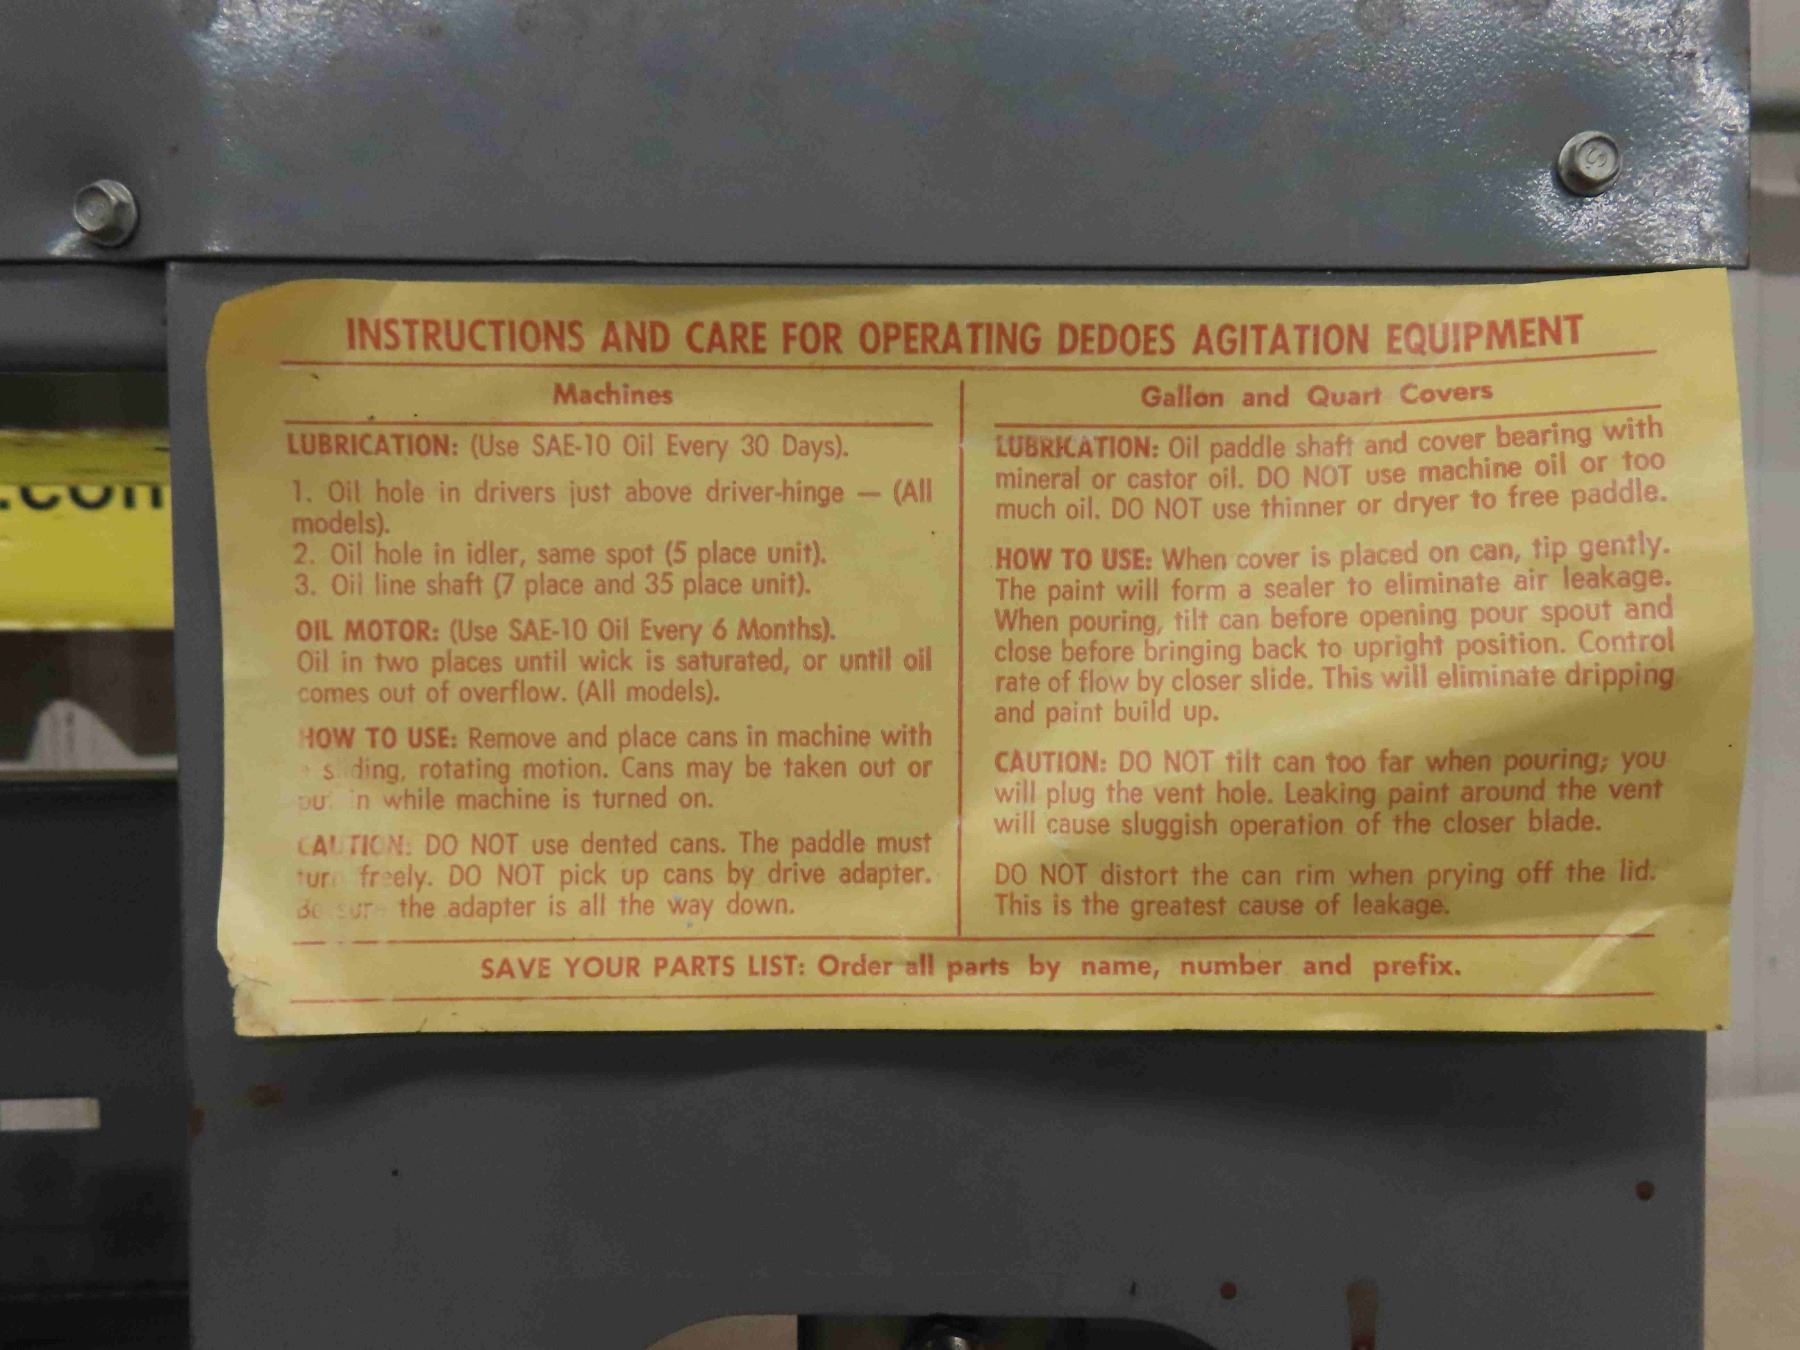 INSTRUCTIONS AND CARE FOR OPERATING DEDOES AGITATION EQUIPMENT
Machines
LUBRICATION: (Use SAE-10 Oil Every 30 Days).
1. Oil hole in drivers just above driver-hinge — (All
models).
2. Oil hole in idler, same spot (5 place unit).
3. Oil line shaft (7 place and 35 place unit).
OIL MOTOR: (Use SAE-10 Oil Every 6 Months).
Oil in two places until wick is saturated, or until oil
comes out of overflow. (All models).
HOW TO USE: Remove and place cans in machine with
a sliding, rotating motion. Cans may be taken out or
put in while machine is turned on.
CAUTION: DO NOT use dented cans. The paddle must
turn freely. DO NOT pick up cans by drive adapter.
Be sure the adapter is all the way down.
Gallon and Quart Covers
LUBRICATION: Oil paddle shaft and cover bearing with
mineral or castor oil. DO NOT use machine oil or too
much oil. DO NOT use thinner or dryer to free paddle.
HOW TO USE: When cover is placed on can, tip gently.
The paint will form a sealer to eliminate air leakage.
When pouring, tilt can before opening pour spout and
close before bringing back to upright position. Control
rate of flow by closer slide. This will eliminate dripping
and paint build up.
CAUTION: DO NOT tilt can too far when pouring; you
will plug the vent hole. Leaking paint around the vent
will cause sluggish operation of the closer blade.
DO NOT distort the can rim when prying off the lid.
This is the greatest cause of leakage.
SAVE YOUR PARTS LIST: Order all parts by name, number and prefix.
.com